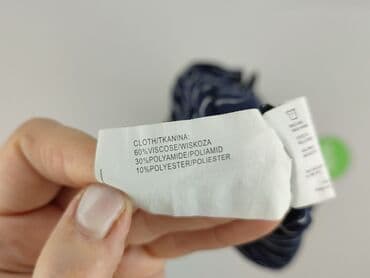 CLOTH/TKANINA:
60%VISCOSE/WISKOZA
30%POLYAMIDE/POLIAMID
10%POLYESTER/POLIESTER